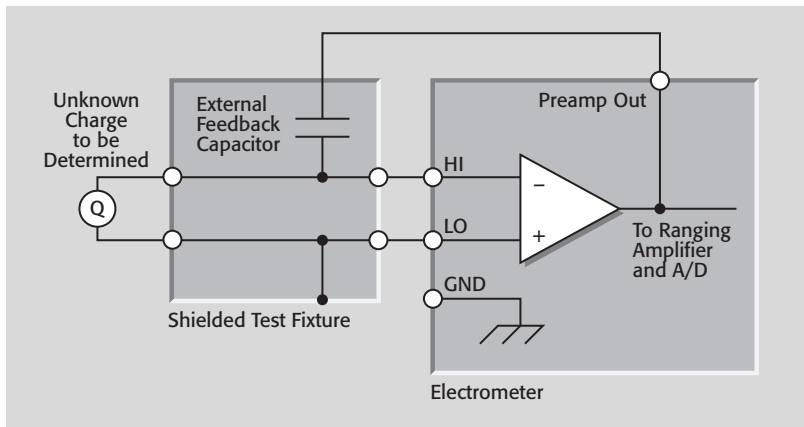 Unknown
Charge
to be
Determined
Q
External
Feedback
Capacitor
Shielded Test Fixture
Preamp Out
HI
−
LO
+
GND
To Ranging
Amplifier
and A/D
Electrometer